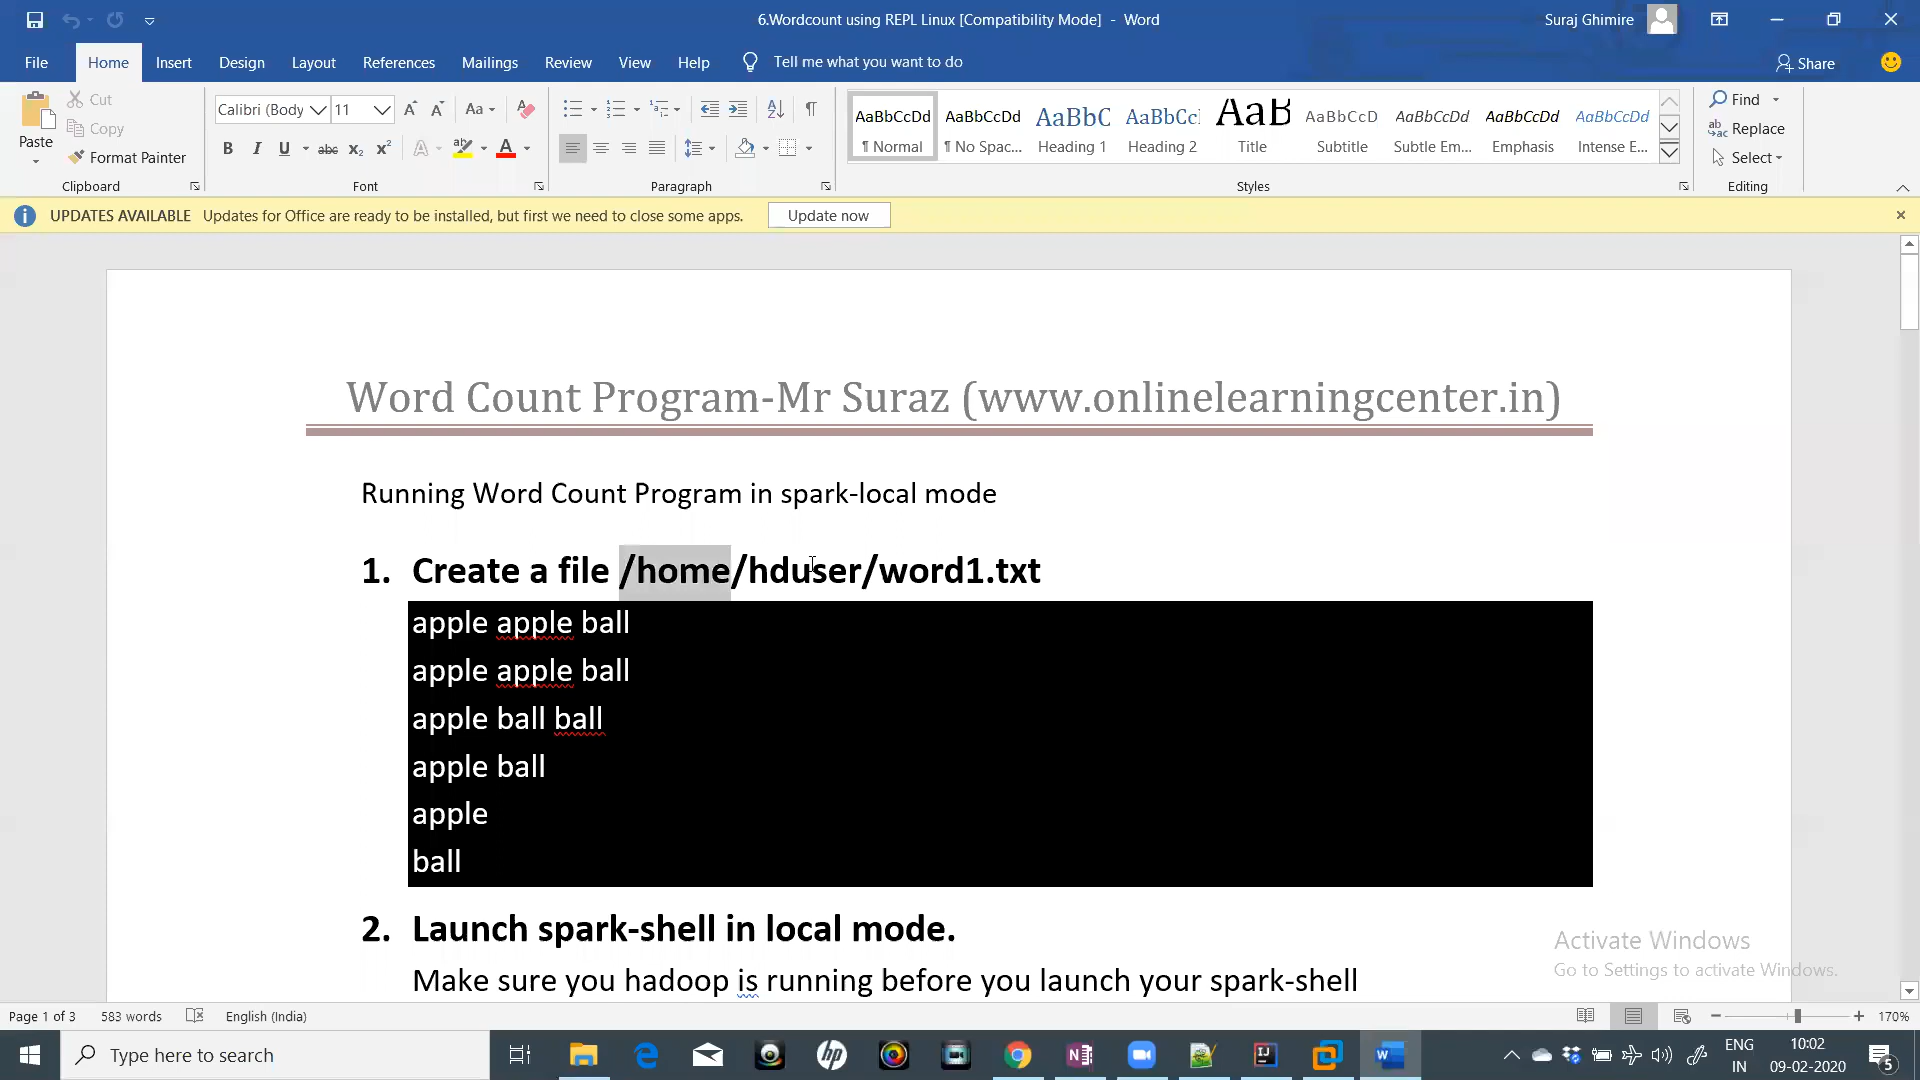 6.Wordcount using REPL Linux [Compatibility Mode] - Word
Suraj Ghimire
File Home Insert Design Layout References Mailings Review View Help Tell me what you want to do
Share
Paste
Cut
Copy
Format Painter
Clipboard
Calibri (Body 11
Font
Paragraph
AaBbCcDd AaBbCcDd AaBbC AaBbCc AaB AaBbCcD AaBbCcDd AaBbCcDd AaBbCcDd
¶ Normal ¶ No Spac... Heading 1 Heading 2 Title Subtitle Subtle Em... Emphasis Intense E...
Styles
Find
Replace
Select
Editing
UPDATES AVAILABLE Updates for Office are ready to be installed, but first we need to close some apps. Update now
Word Count Program-Mr Suraz (www.onlinelearningcenter.in)
Running Word Count Program in spark-local mode
1. Create a file /home/hduser/word1.txt
apple apple ball
apple apple ball
apple ball ball
apple ball
apple
ball
2. Launch spark-shell in local mode.
Make sure you hadoop is running before you launch your spark-shell
Activate Windows
Go to Settings to activate Windows.
Page 1 of 3 583 words English (India)
170%
Type here to search
ENG
IN
10:02
09-02-2020
5